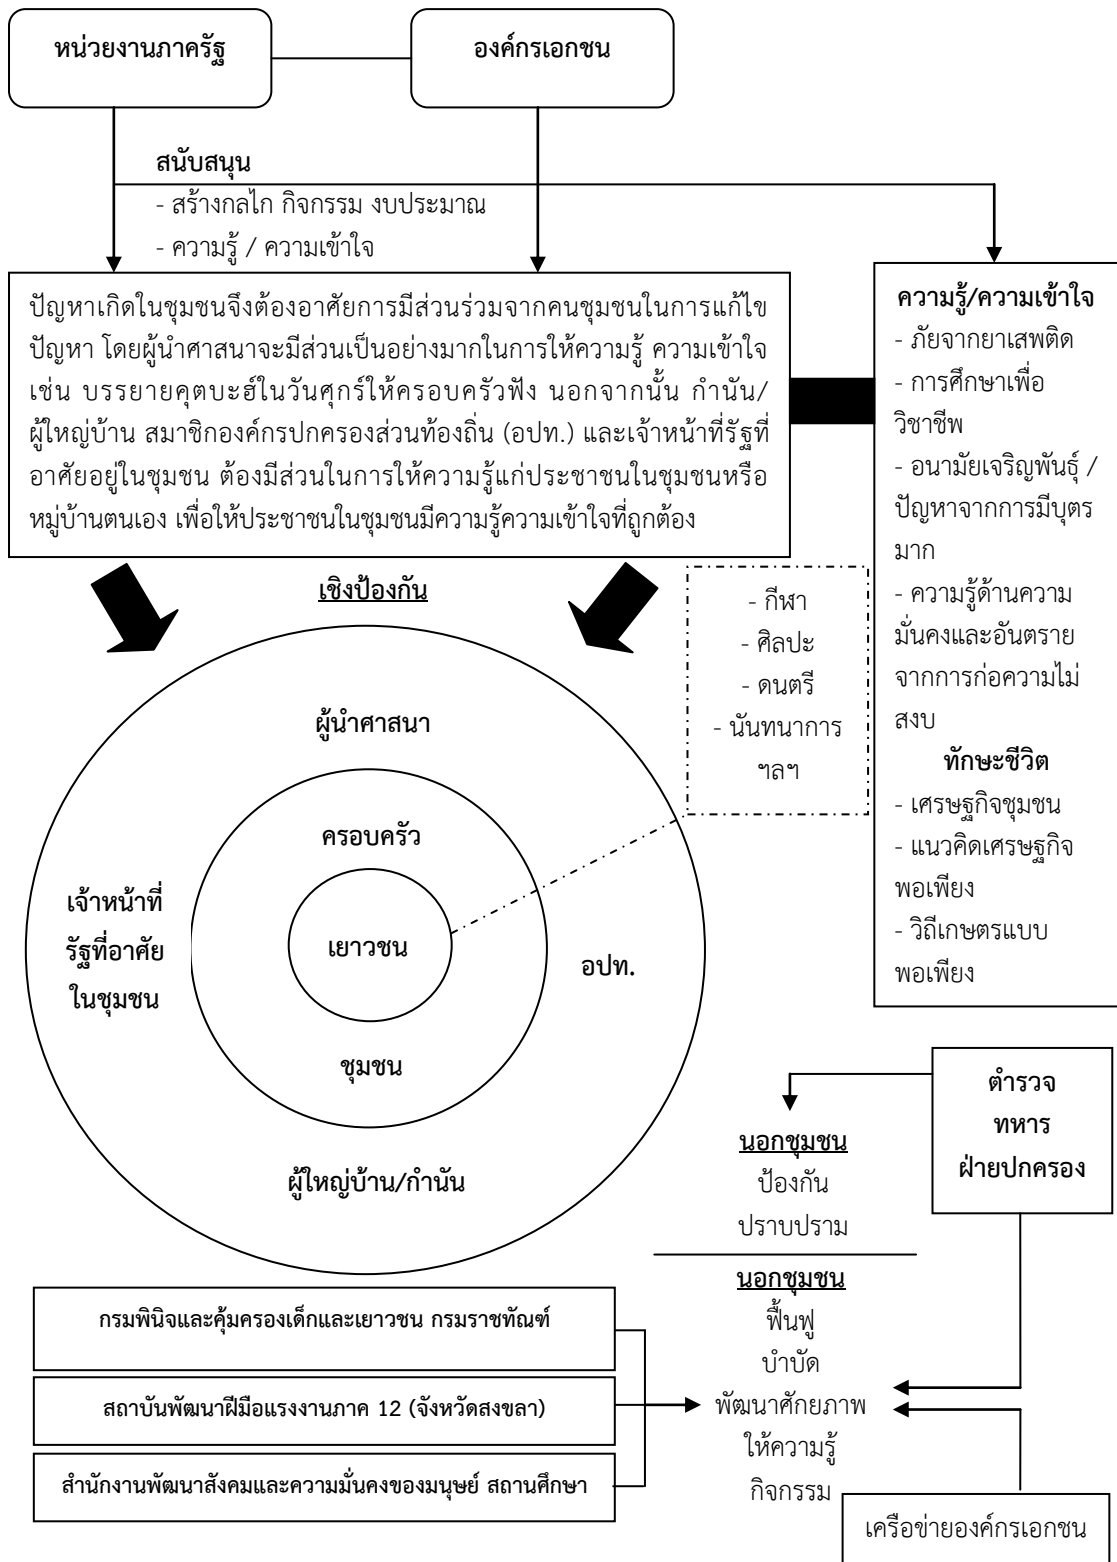 หน่วยงานภาครัฐ
องค์กรเอกชน
สนับสนุน
- สร้างกลไก กิจกรรม งบประมาณ
- ความรู้ / ความเข้าใจ
ปัญหาเกิดในชุมชนจึงต้องอาศัยการมีส่วนร่วมจากคนชุมชนในการแก้ไข
ปัญหา โดยผู้นำศาสนาจะมีส่วนเป็นอย่างมากในการให้ความรู้ ความเข้าใจ
เช่น บรรยายคุตบะฮ์ในวันศุกร์ให้ครอบครัวฟัง นอกจากนั้น กำนัน/
ผู้ใหญ่บ้าน สมาชิกองค์กรปกครองส่วนท้องถิ่น (อปท.) และเจ้าหน้าที่รัฐที่
อาศัยอยู่ในชุมชน ต้องมีส่วนในการให้ความรู้แก่ประชาชนในชุมชนหรือ
หมู่บ้านตนเอง เพื่อให้ประชาชนในชุมชนมีความรู้ความเข้าใจที่ถูกต้อง
ความรู้/ความเข้าใจ
- ภัยจากยาเสพติด
- การศึกษาเพื่อ
วิชาชีพ
- อนามัยเจริญพันธุ์ /
ปัญหาจากการมีบุตร
มาก
- ความรู้ด้านความ
มั่นคงและอันตราย
จากการก่อความไม่
สงบ
ทักษะชีวิต
- เศรษฐกิจชุมชน
- แนวคิดเศรษฐกิจ
พอเพียง
- วิถีเกษตรแบบ
พอเพียง
เชิงป้องกัน
- กีฬา
- ศิลปะ
- ดนตรี
- นันทนาการ
ฯลฯ
ผู้นำศาสนา
ครอบครัว
เจ้าหน้าที่
รัฐที่อาศัย
ในชุมชน
เยาวชน
อปท.
ชุมชน
ผู้ใหญ่บ้าน/กำนัน
ตำรวจ
ทหาร
ฝ่ายปกครอง
นอกชุมชน
ป้องกัน
ปราบปราม
นอกชุมชน
ฟื้นฟู
บำบัด
พัฒนาศักยภาพ
ให้ความรู้
กิจกรรม
กรมพินิจและคุ้มครองเด็กและเยาวชน กรมราชทัณฑ์
สถาบันพัฒนาฝีมือแรงงานภาค 12 (จังหวัดสงขลา)
สำนักงานพัฒนาสังคมและความมั่นคงของมนุษย์ สถานศึกษา
เครือข่ายองค์กรเอกชน